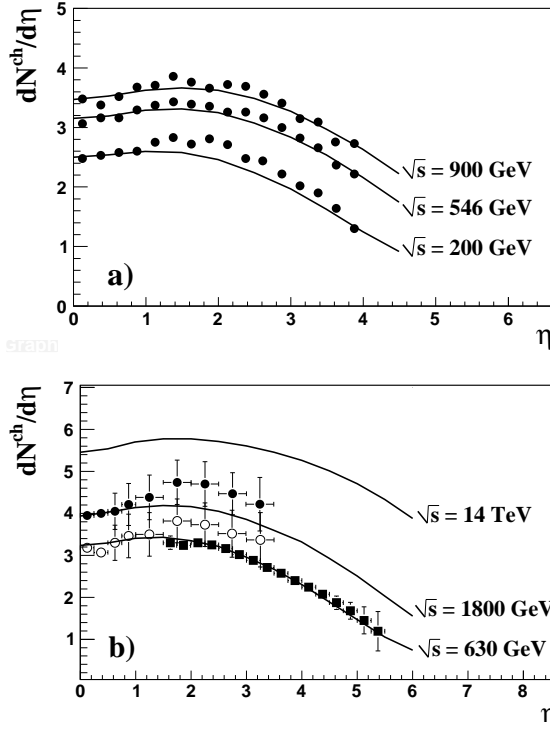 dN^ch/dη
5
4
3
2
1
0
√s = 900 GeV
√s = 546 GeV
√s = 200 GeV
a)
0 1 2 3 4 5 6
η
Graph
dN^ch/dη
7
6
5
4
3
2
1
√s = 14 TeV
√s = 1800 GeV
√s = 630 GeV
b)
0 1 2 3 4 5 6 7 8
η